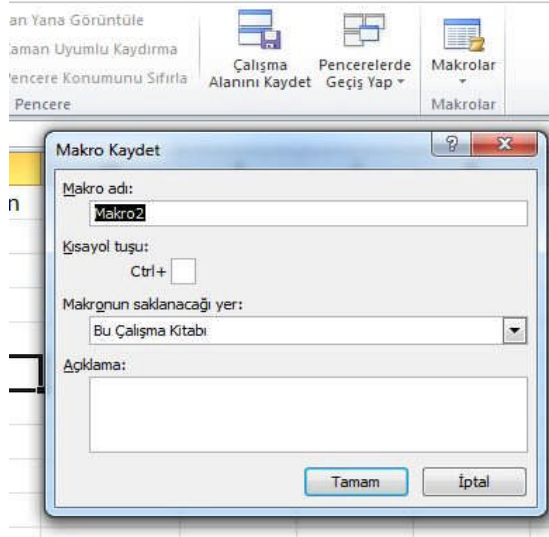 an Yana Görüntüle
aman Uyumlu Kaydırma
Pencere Konumunu Sıfırla
Pencere
Çalışma
Alanını Kaydet
Pencerelerde
Geçiş Yap
Makrolar
Makrolar
Makro Kaydet
Makro adı:
Makro2
Kısayol tuşu:
Ctrl+
Makronun saklanacağı yer:
Bu Çalışma Kitabı
Açıklama:
Tamam
İptal
n